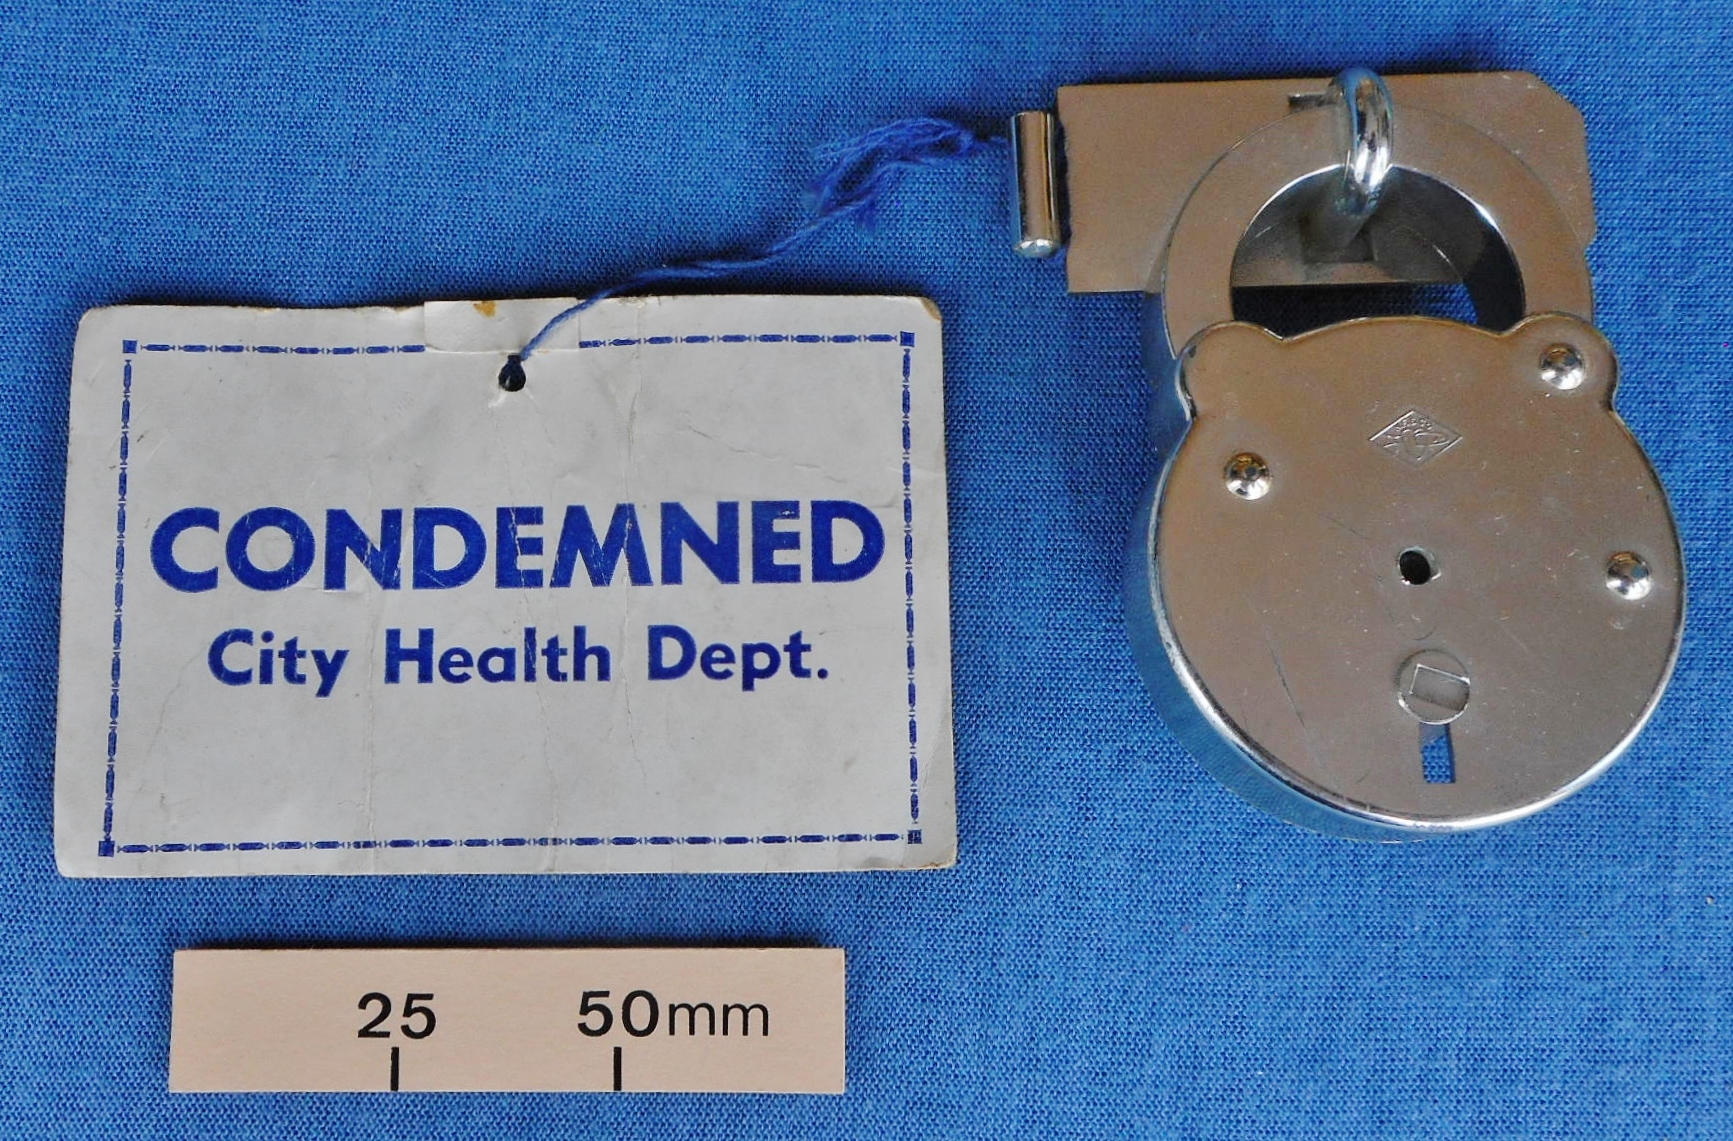 CONDEMNED
City Health Dept.
25 50mm